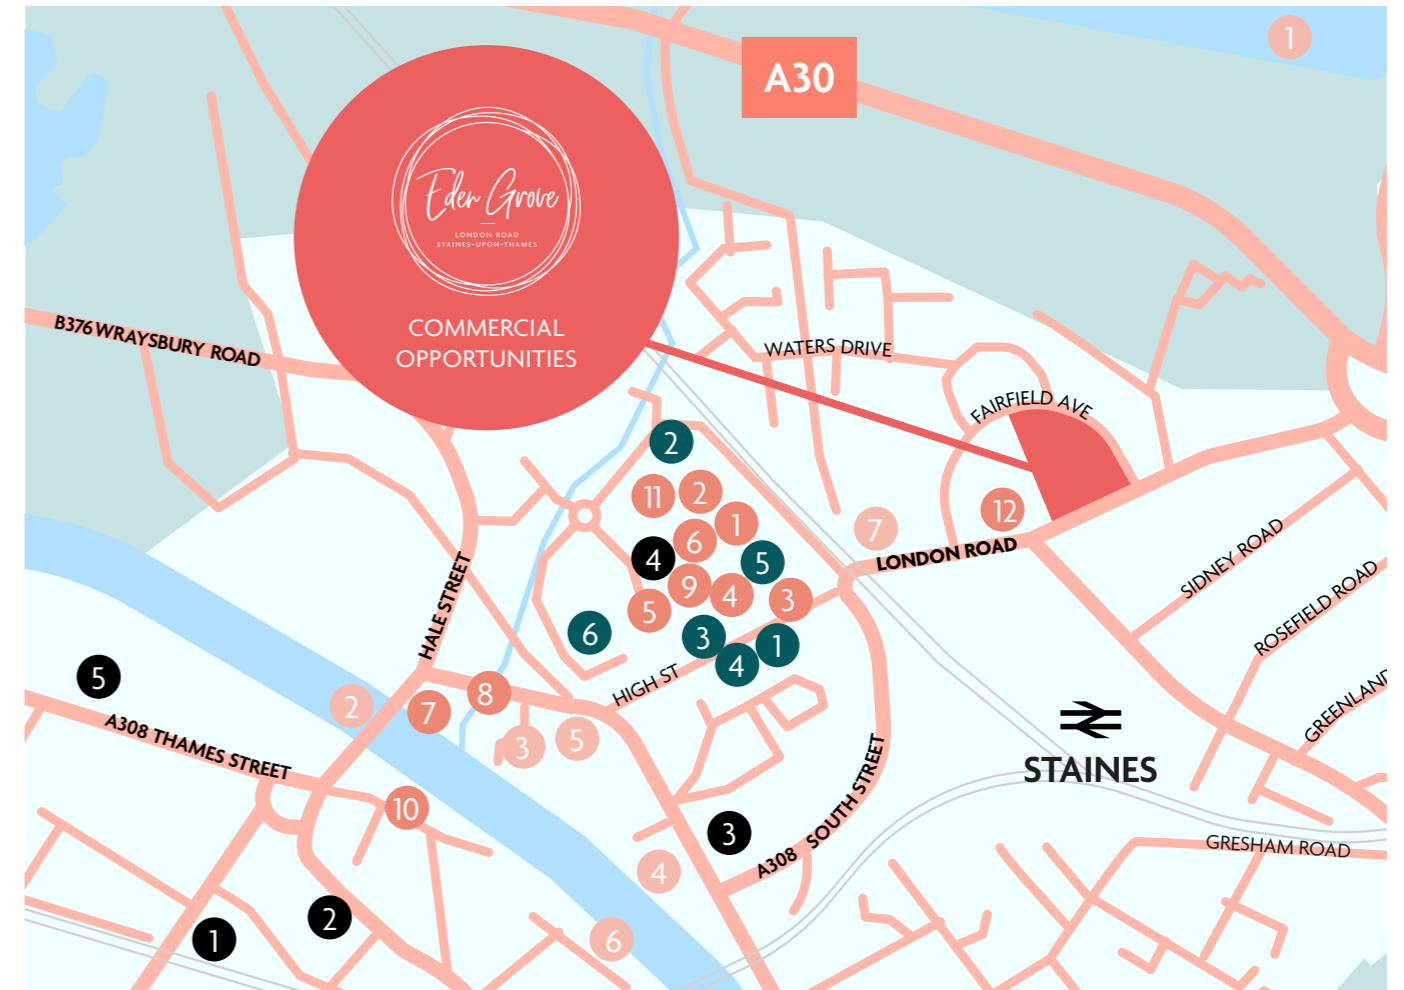 1
A30
Eden Grove
LONDON ROAD
STAINES-UPON-THAMES
COMMERCIAL
OPPORTUNITIES
B376 WRAYSBURY ROAD
WATERS DRIVE
FAIRFIELD AVE
2
11
2
1
12
7
6
4
5
LONDON ROAD
SIDNEY ROAD
9
4
3
5
ROSEFIELD ROAD
HALE STREET
6
3
1
4
HIGH ST
GREENLAND
5
2
7
8
3
5
A308 THAMES STREET
STAINES
10
3
A308 SOUTH STREET
GRESHAM ROAD
4
2
1
6